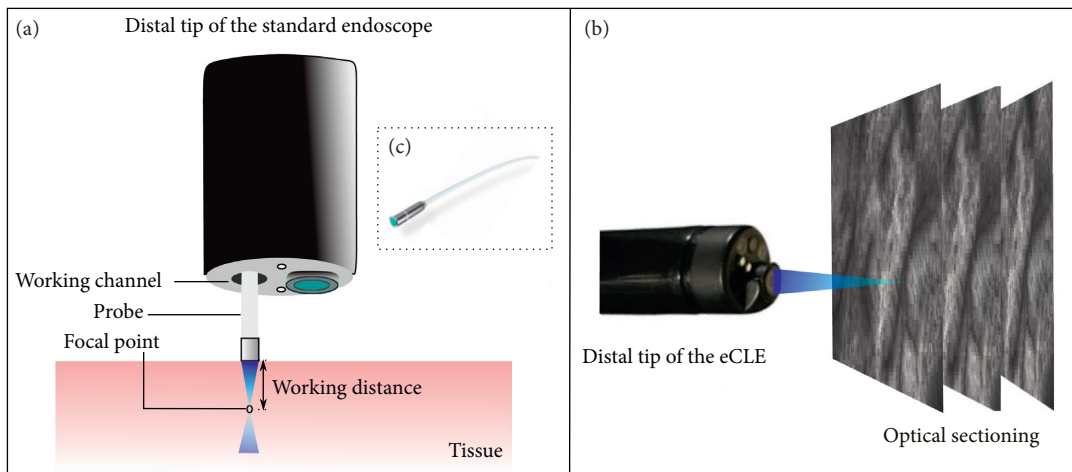 (a)
Distal tip of the standard endoscope
(c)
Working channel
Probe
Focal point
Working distance
Tissue
(b)
Distal tip of the eCLE
Optical sectioning